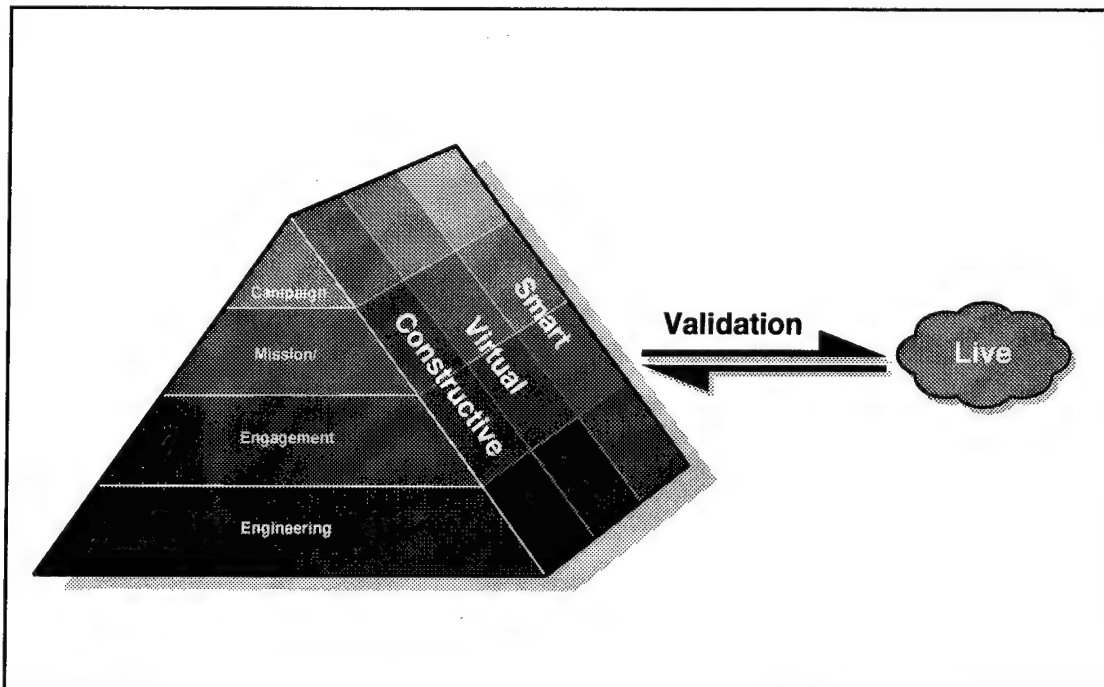 Campaign
Mission/
Engagement
Engineering
Constructive
Virtual
Smart
Validation
Live